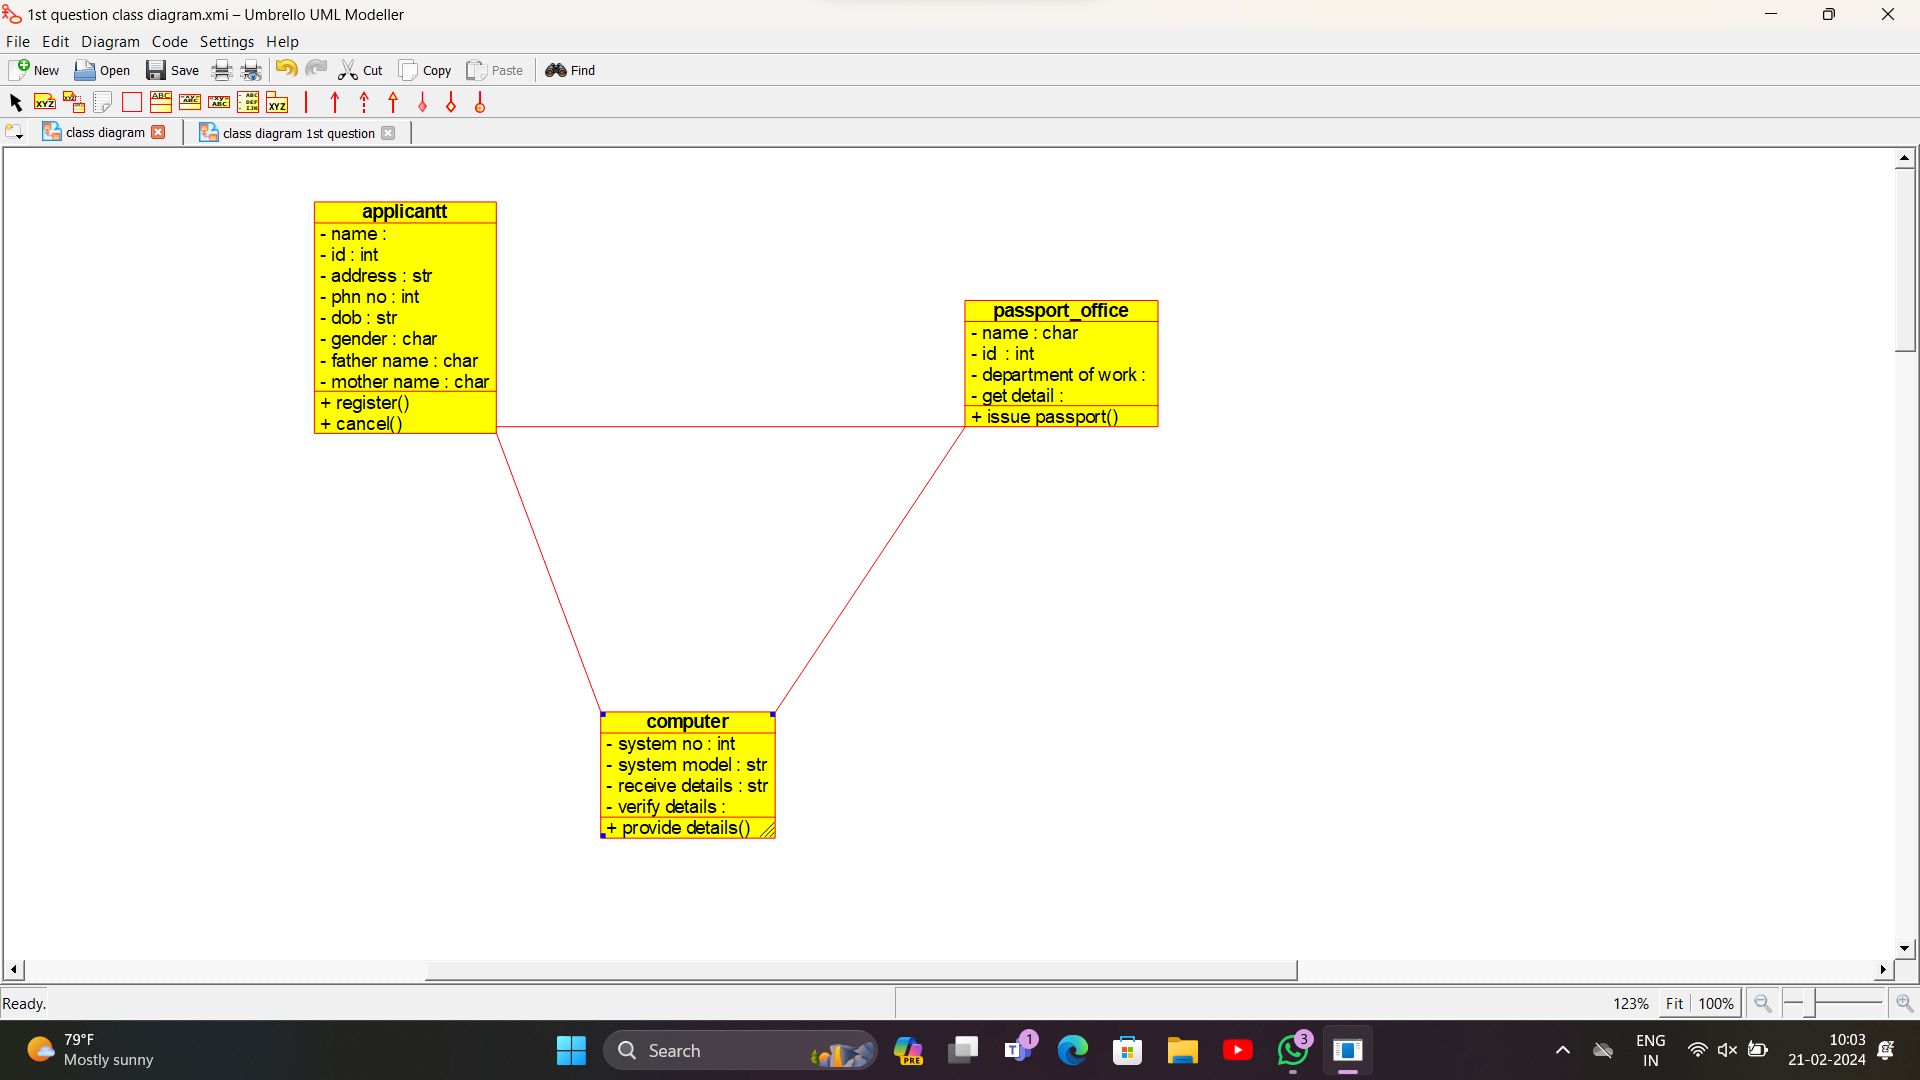 1st question class diagram.xmi – Umbrello UML Modeller
File Edit Diagram Code Settings Help
New Open Save Cut Copy Paste Find
class diagram class diagram 1st question
applicantt
- name :
- id : int
- address : str
- phn no : int
- dob : str
- gender : char
- father name : char
- mother name : char
+ register()
+ cancel()
passport_office
- name : char
- id : int
- department of work :
- get detail :
+ issue passport()
computer
- system no : int
- system model : str
- receive details : str
- verify details :
+ provide details()
Ready.
123% Fit 100%
79°F
Mostly sunny
Search
PRE
1
3
ENG
IN
10:03
21-02-2024